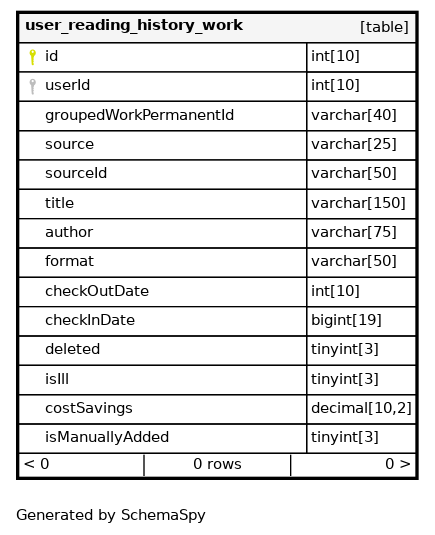 user_reading_history_work [table]
id int[10]
userId int[10]
groupedWorkPermanentId varchar[40]
source varchar[25]
sourceId varchar[50]
title varchar[150]
author varchar[75]
format varchar[50]
checkOutDate int[10]
checkInDate bigint[19]
deleted tinyint[3]
isIll tinyint[3]
costSavings decimal[10,2]
isManuallyAdded tinyint[3]
< 0 0 rows 0 >
Generated by SchemaSpy